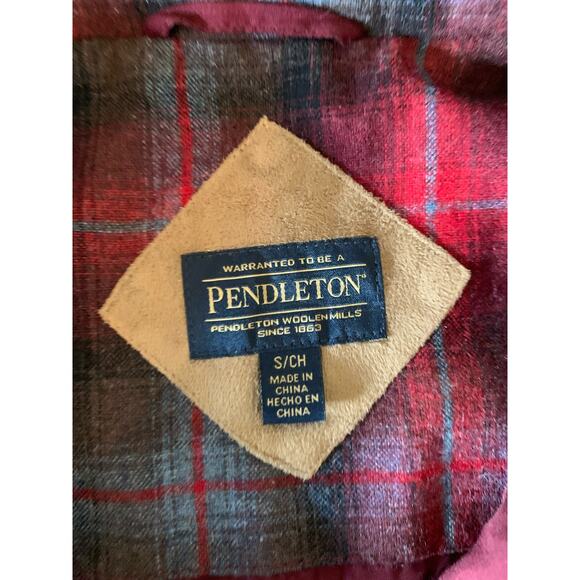 WARRANTED TO BE A
PENDLETON
PENDLETON WOOLEN MILLS
SINCE 1863
S/CH
MADE IN
CHINA
HECHO EN
CHINA